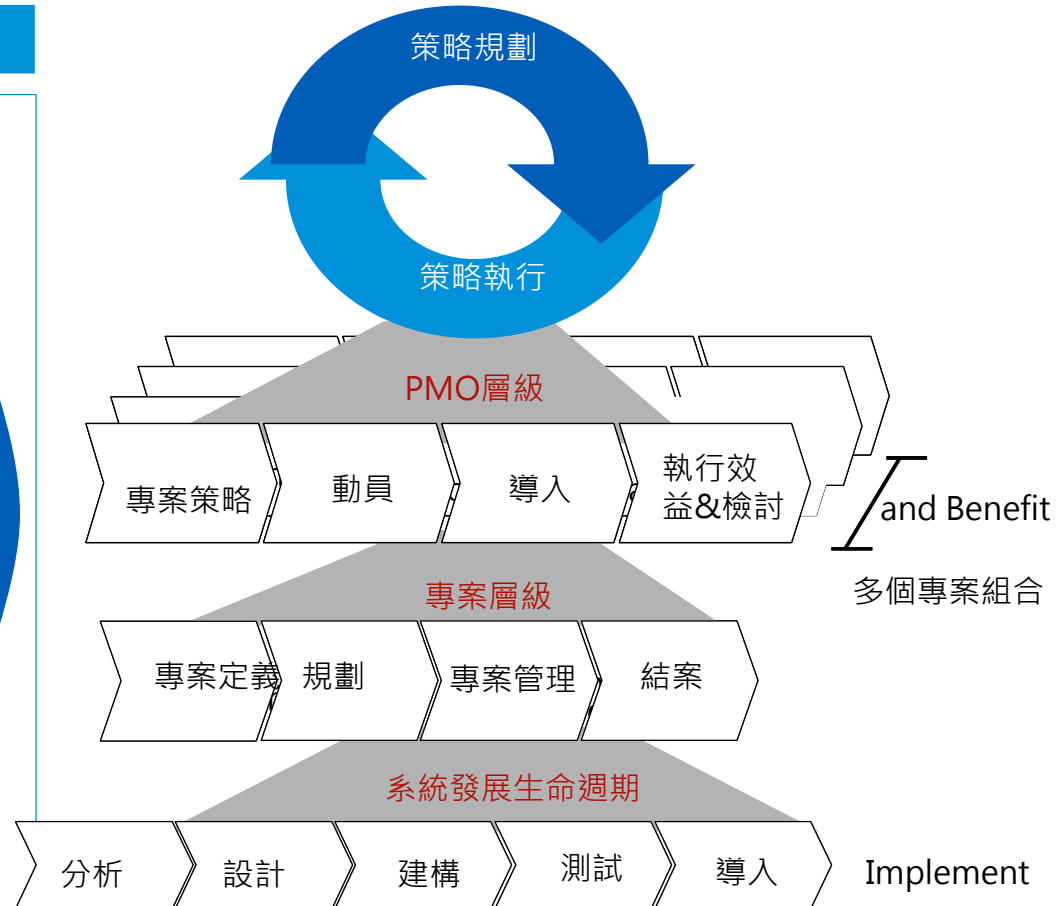 策略規劃
策略執行
PMO層級
專案策略
動員
導入
執行效
益&檢討
and Benefit
多個專案組合
專案層級
專案定義
規劃
專案管理
結案
系統發展生命週期
分析
設計
建構
測試
導入
Implement